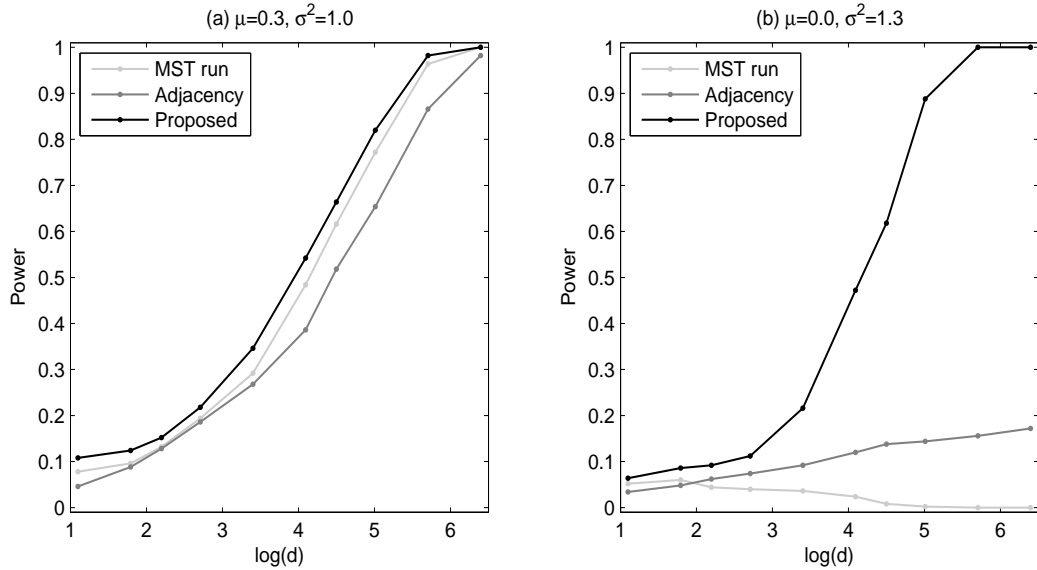 (a) μ=0.3, σ²=1.0
1
0.9
0.8
0.7
0.6
0.5
0.4
0.3
0.2
0.1
0
Power
MST run
Adjacency
Proposed
1 2 3 4 5 6
log(d)
(b) μ=0.0, σ²=1.3
1
0.9
0.8
0.7
0.6
0.5
0.4
0.3
0.2
0.1
0
Power
MST run
Adjacency
Proposed
1 2 3 4 5 6
log(d)